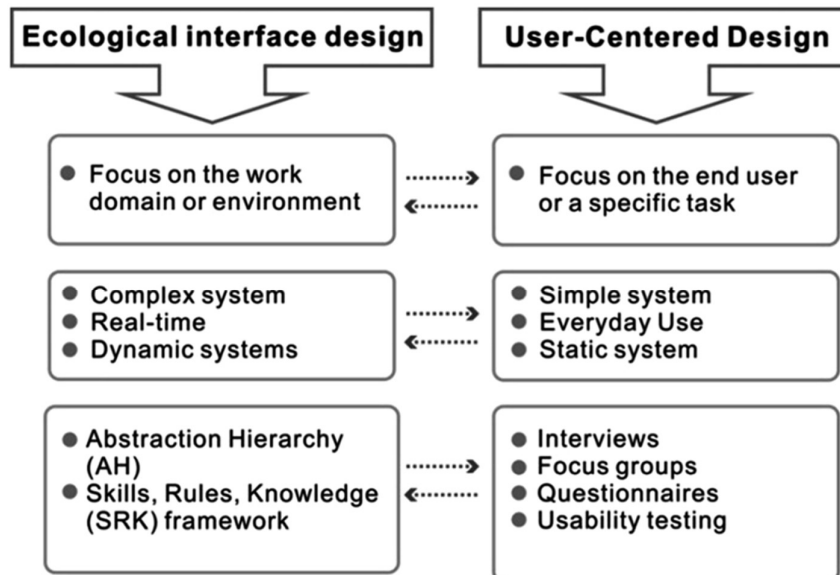 Ecological interface design
User-Centered Design
● Focus on the work
domain or environment
● Focus on the end user
or a specific task
● Complex system
● Real-time
● Dynamic systems
● Simple system
● Everyday Use
● Static system
● Abstraction Hierarchy
(AH)
● Skills, Rules, Knowledge
(SRK) framework
● Interviews
● Focus groups
● Questionnaires
● Usability testing